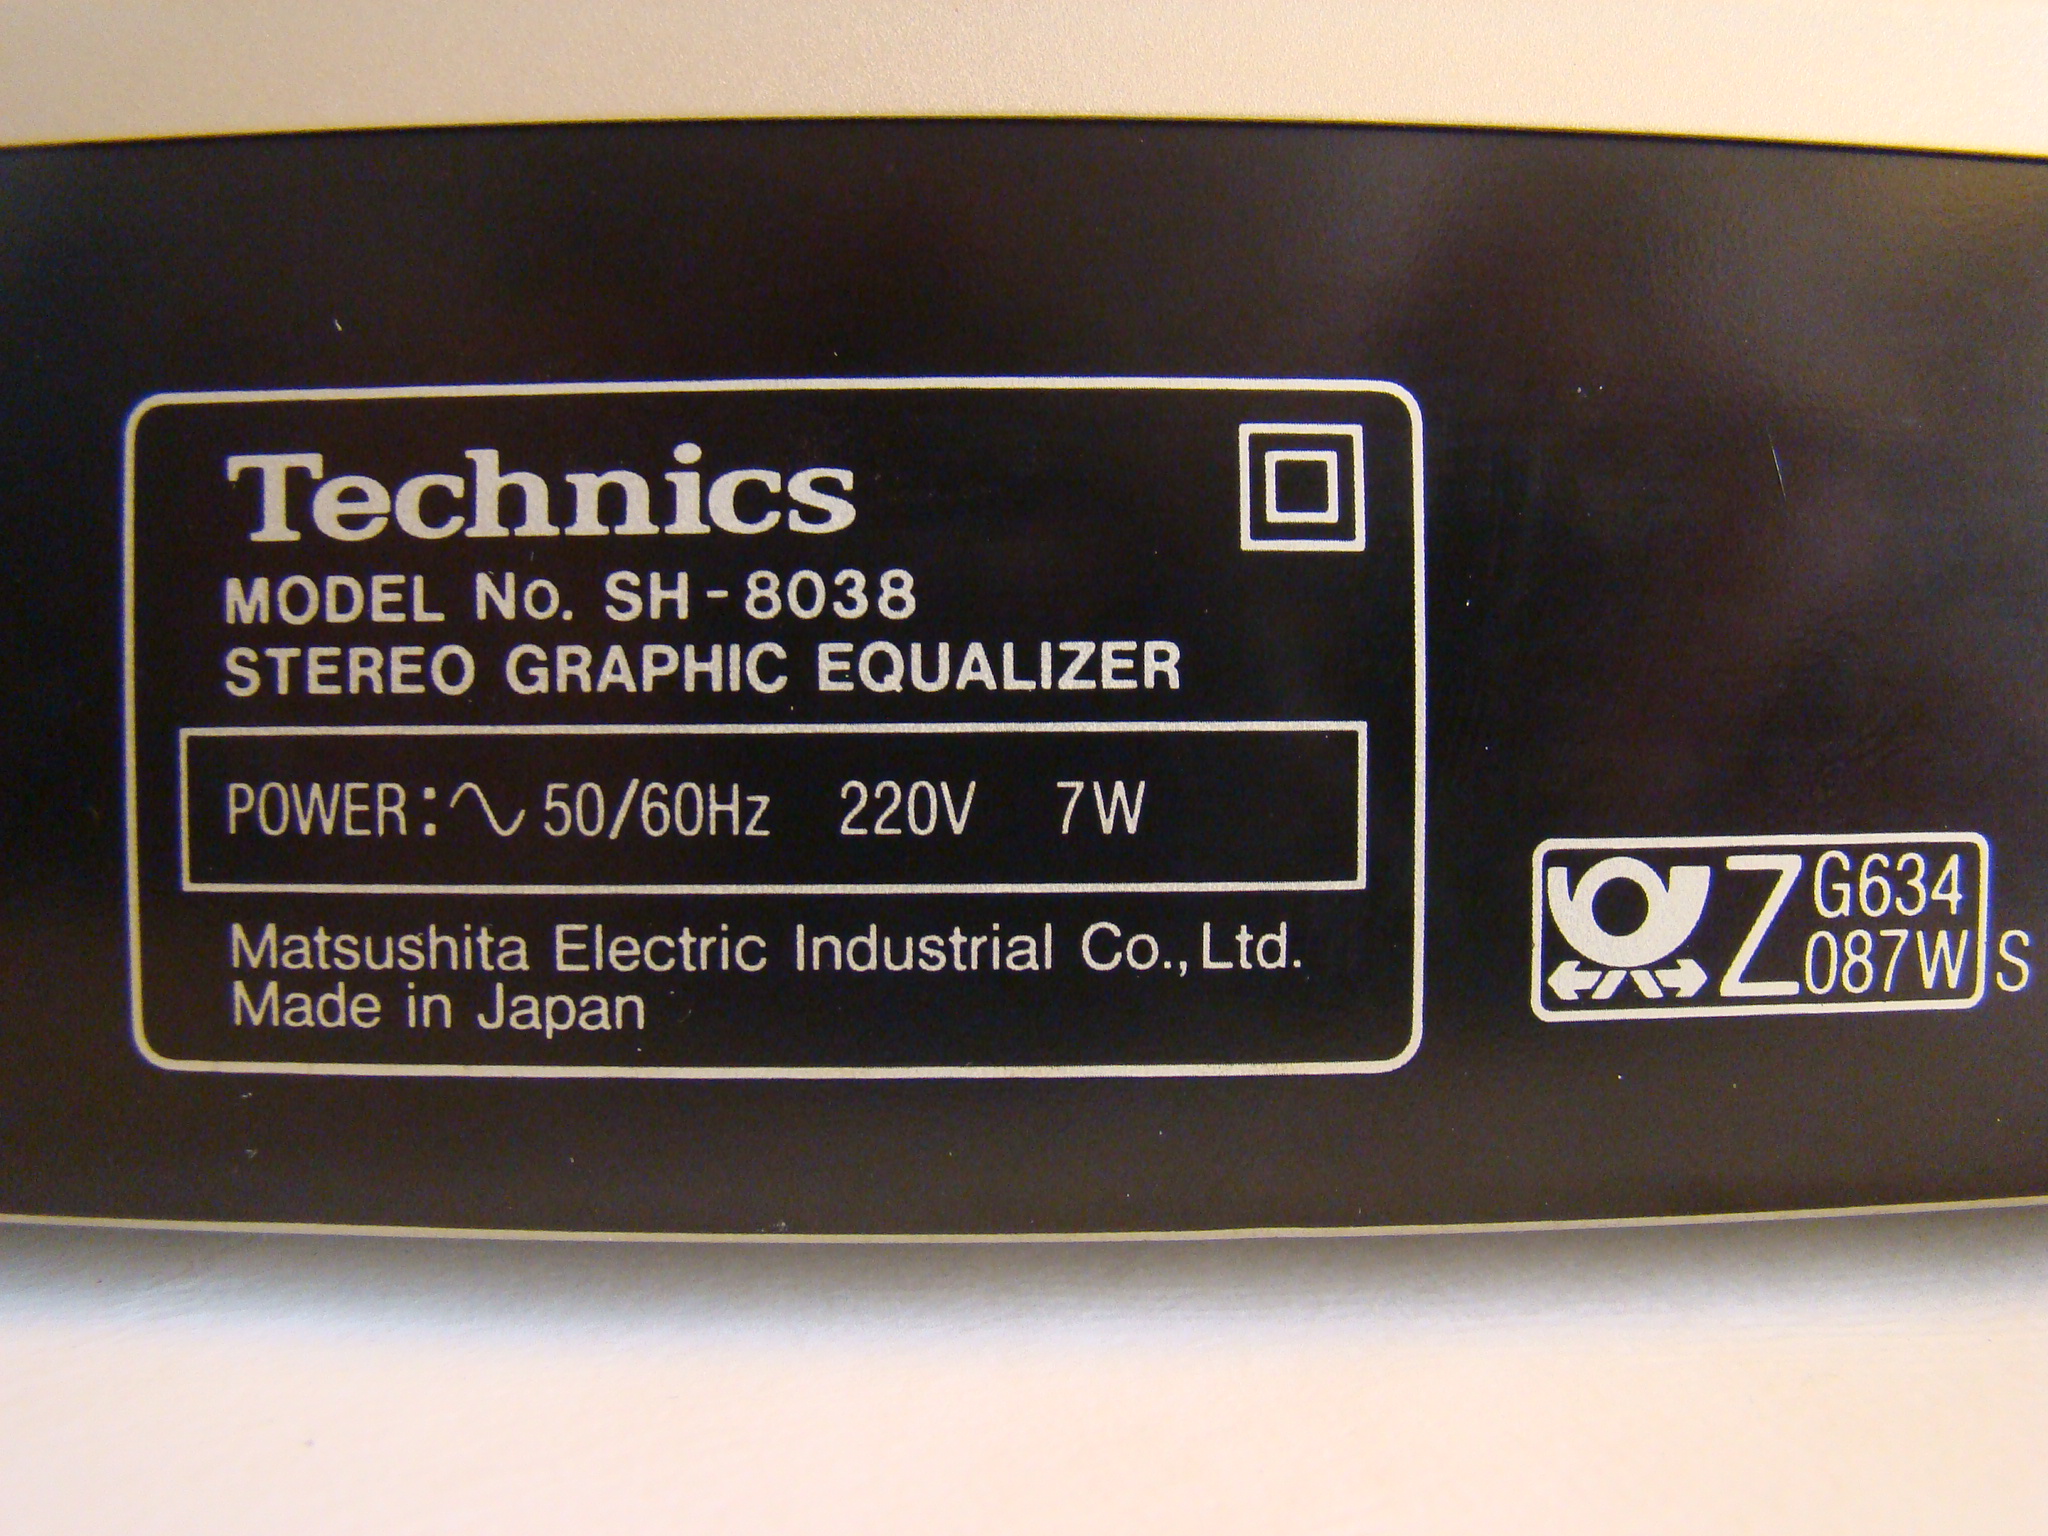 Technics
MODEL No. SH-8038
STEREO GRAPHIC EQUALIZER
POWER:∿50/60Hz 220V 7W
Matsushita Electric Industrial Co., Ltd.
Made in Japan
Z G634
087W S